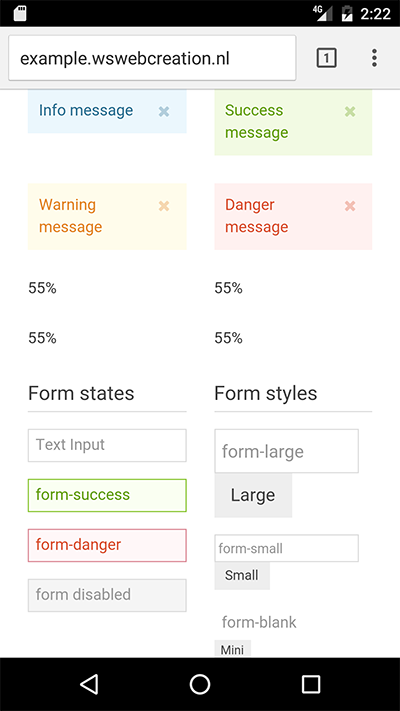 4G 2:22
example.wswebcreation.nl 1
Info message
Success
message
Warning
message
Danger
message
55% 55%
55% 55%
Form states
Text Input
form-success
form-danger
form disabled
Form styles
form-large
Large
form-small
Small
form-blank
Mini